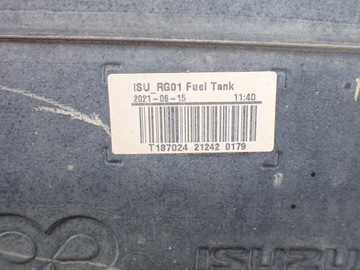 ISU_RG01 Fuel Tank
2021-06-15 11:40
T187024 21242 0179
ISUZU